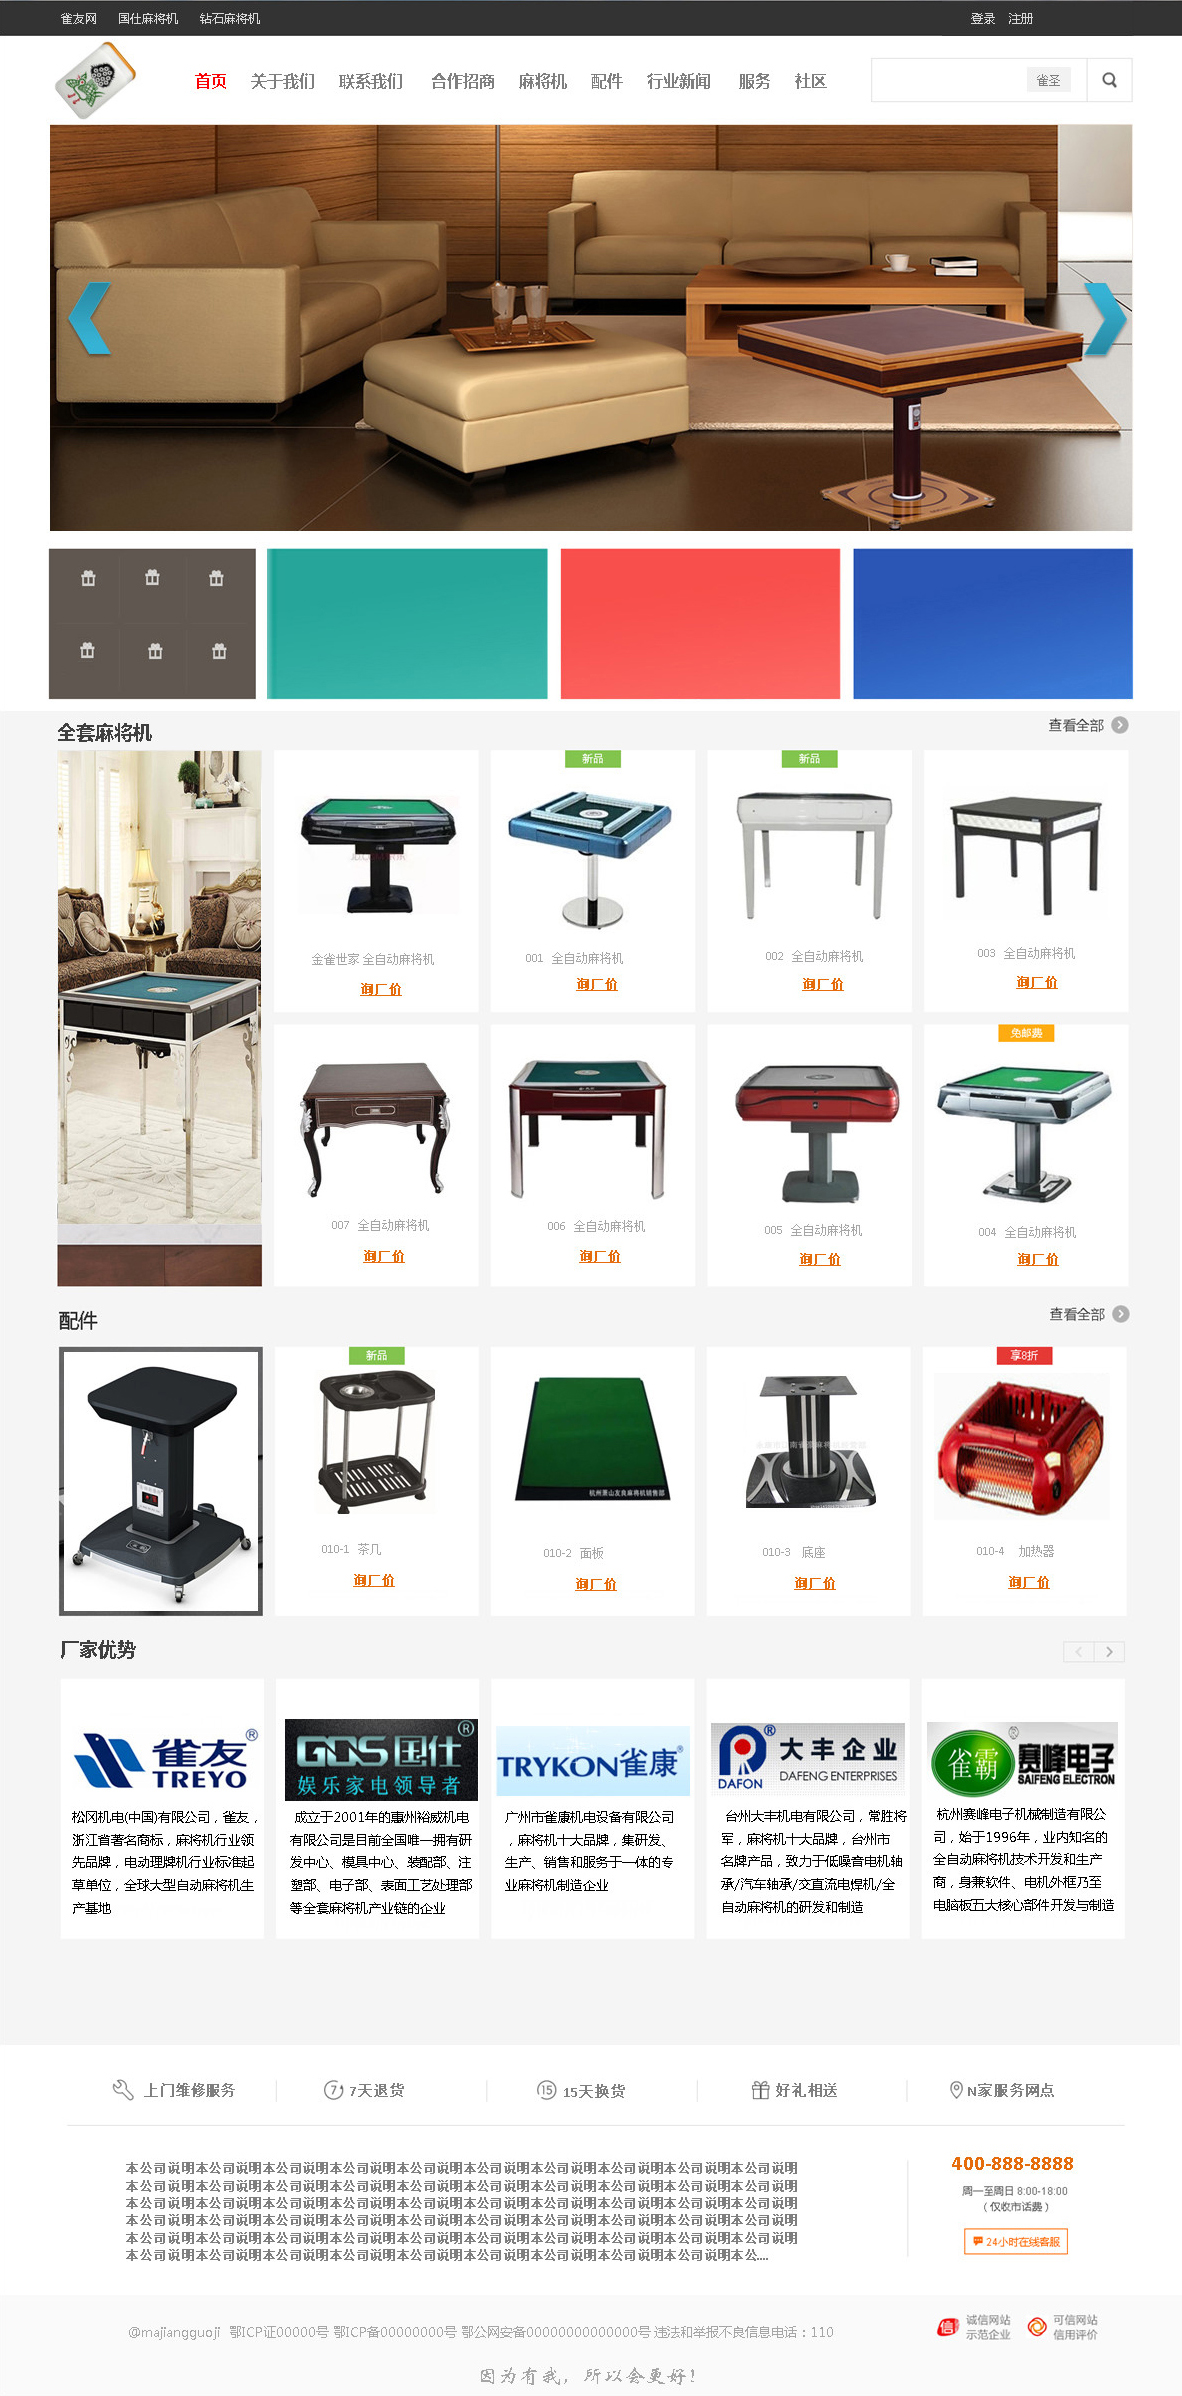 雀友网 国仕麻将机 钻石麻将机 登录 注册
首页 关于我们 联系我们 合作招商 麻将机 配件 行业新闻 服务 社区 雀圣
全套麻将机 查看全部
新品 新品
金雀世家 全自动麻将机 001 全自动麻将机 002 全自动麻将机 003 全自动麻将机
询厂价 询厂价 询厂价 询厂价
免邮费
007 全自动麻将机 006 全自动麻将机 005 全自动麻将机 004 全自动麻将机
询厂价 询厂价 询厂价 询厂价
配件 查看全部
新品 享8折
杭州萧山友良麻将机销售部
010-1 茶几 010-2 面板 010-3 底座 010-4 加热器
询厂价 询厂价 询厂价 询厂价
厂家优势
雀友® TREYO
松冈机电(中国)有限公司，雀友，
浙江省著名商标，麻将机行业领
先品牌，电动理牌机行业标准起
草单位，全球大型自动麻将机生
产基地
GOS国仕®
娱乐家电领导者
成立于2001年的惠州裕威机电
有限公司是目前全国唯一拥有研
发中心、模具中心、装配部、注
塑部、电子部、表面工艺处理部
等全套麻将机产业链的企业
TRYKON雀康®
广州市雀康机电设备有限公司
，麻将机十大品牌，集研发、
生产、销售和服务于一体的专
业麻将机制造企业
® 大丰企业
DAFON DAFENG ENTERPRISES
台州大丰机电有限公司，常胜将
军，麻将机十大品牌，台州市
名牌产品，致力于低噪音电机轴
承/汽车轴承/交直流电焊机/全
自动麻将机的研发和制造
雀霸® 赛峰电子
SAIFENG ELECTRON
杭州赛峰电子机械制造有限公
司，始于1996年，业内知名的
全自动麻将机技术开发和生产
商，身兼软件、电机外框乃至
电脑板五大核心部件开发与制造
上门维修服务 7 7天退货 15 15天换货 好礼相送 N家服务网点
本公司说明本公司说明本公司说明本公司说明本公司说明本公司说明本公司说明本公司说明本公司说明本公司说明
本公司说明本公司说明本公司说明本公司说明本公司说明本公司说明本公司说明本公司说明本公司说明本公司说明
本公司说明本公司说明本公司说明本公司说明本公司说明本公司说明本公司说明本公司说明本公司说明本公司说明
本公司说明本公司说明本公司说明本公司说明本公司说明本公司说明本公司说明本公司说明本公司说明本公司说明
本公司说明本公司说明本公司说明本公司说明本公司说明本公司说明本公司说明本公司说明本公司说明本公司说明
本公司说明本公司说明本公司说明本公司说明本公司说明本公司说明本公司说明本公司说明本公司说明本公....
400-888-8888
周一至周日 8:00-18:00
（仅收市话费）
24小时在线客服
@majiangguoji 鄂ICP证00000号 鄂ICP备00000000号 鄂公网安备00000000000000号 违法和举报不良信息电话：110
信 诚信网站 示范企业 可信网站 信用评价
因为有我，所以会更好！